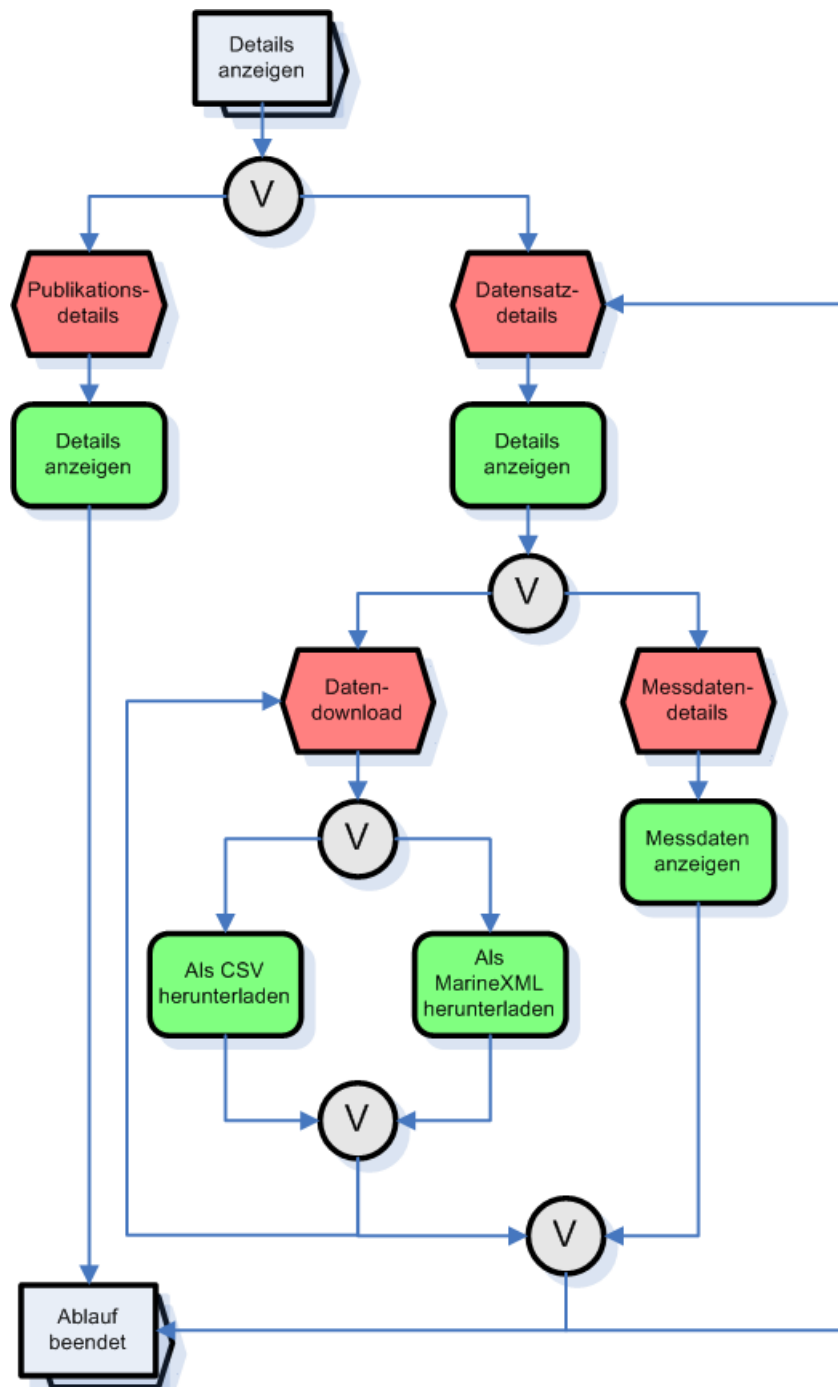 Details
anzeigen
V
Publikations-
details
Datensatz-
details
Details
anzeigen
Details
anzeigen
V
Daten-
download
Messdaten-
details
V
Messdaten
anzeigen
Als CSV
herunterladen
Als
MarineXML
herunterladen
V
V
Ablauf
beendet